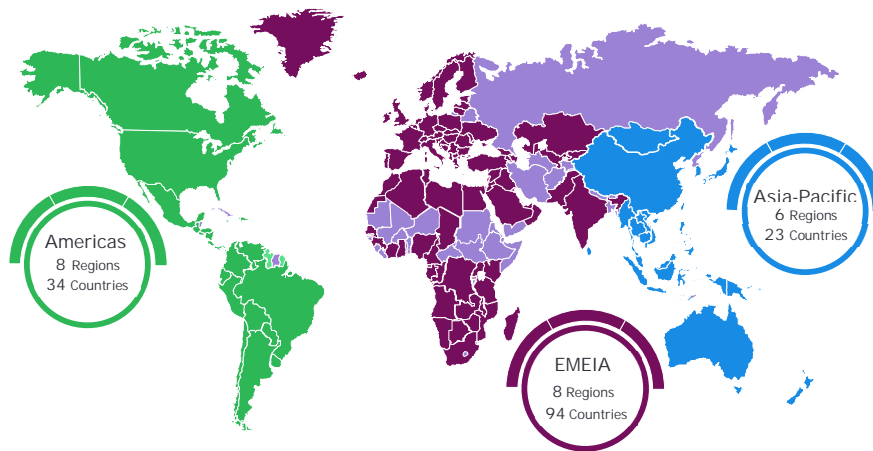 Americas
8 Regions
34 Countries
Asia-Pacific
6 Regions
23 Countries
EMEIA
8 Regions
94 Countries